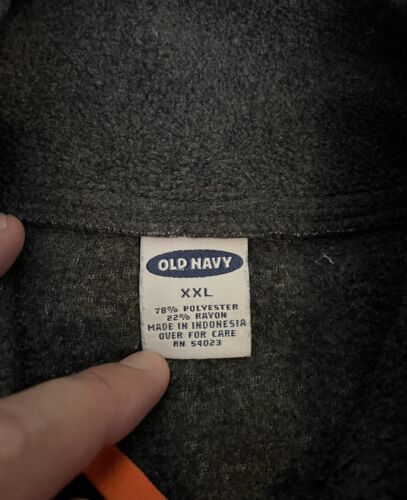 OLD NAVY
XXL
78% POLYESTER
22% RAYON
MADE IN INDONESIA
OVER FOR CARE
RN 54023